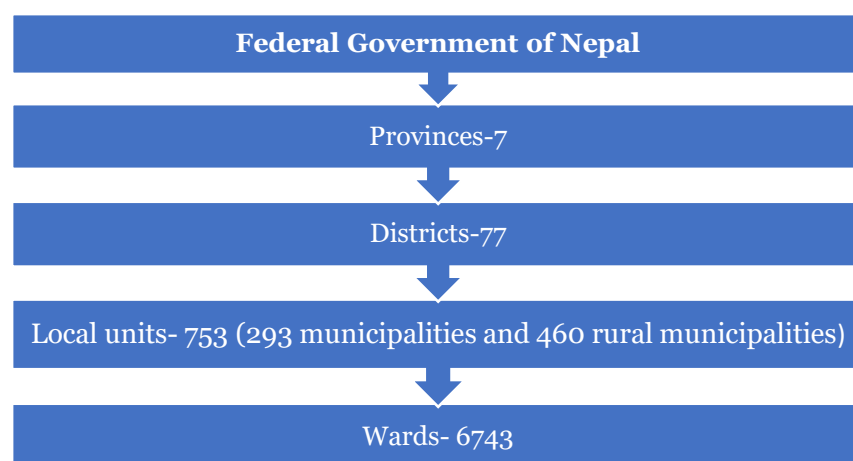 Federal Government of Nepal
Provinces-7
Districts-77
Local units- 753 (293 municipalities and 460 rural municipalities)
Wards- 6743